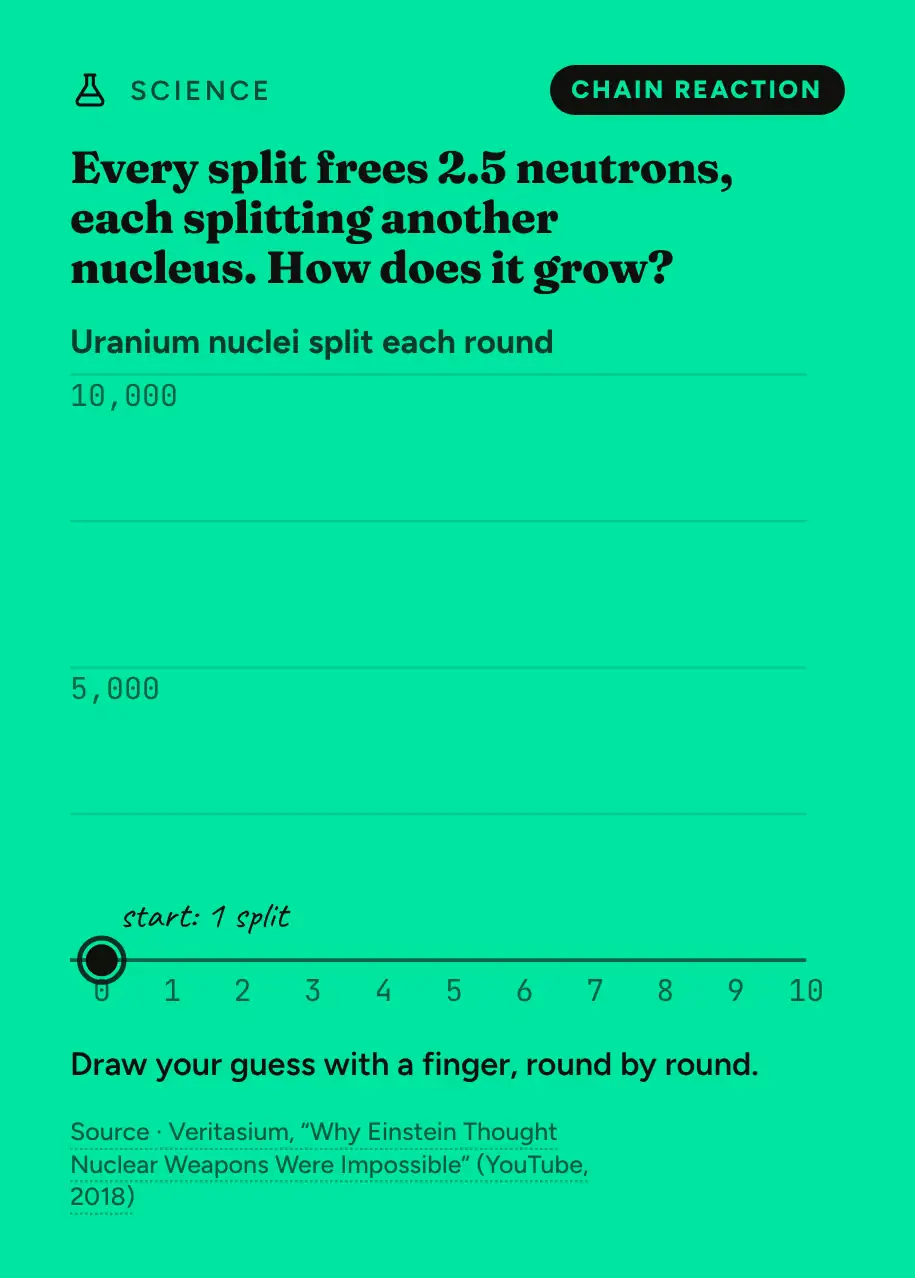 SCIENCE
CHAIN REACTION
Every split frees 2.5 neutrons,
each splitting another
nucleus. How does it grow?
Uranium nuclei split each round
10,000
5,000
start: 1 split
0 1 2 3 4 5 6 7 8 9 10
Draw your guess with a finger, round by round.
Source · Veritasium, “Why Einstein Thought
Nuclear Weapons Were Impossible” (YouTube,
2018)